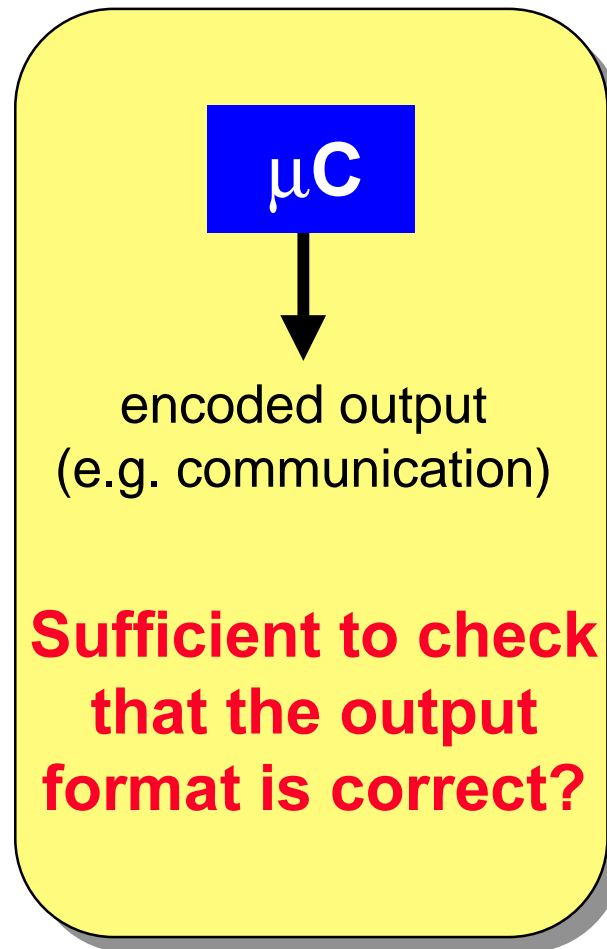 μC
encoded output
(e.g. communication)
Sufficient to check
that the output
format is correct?